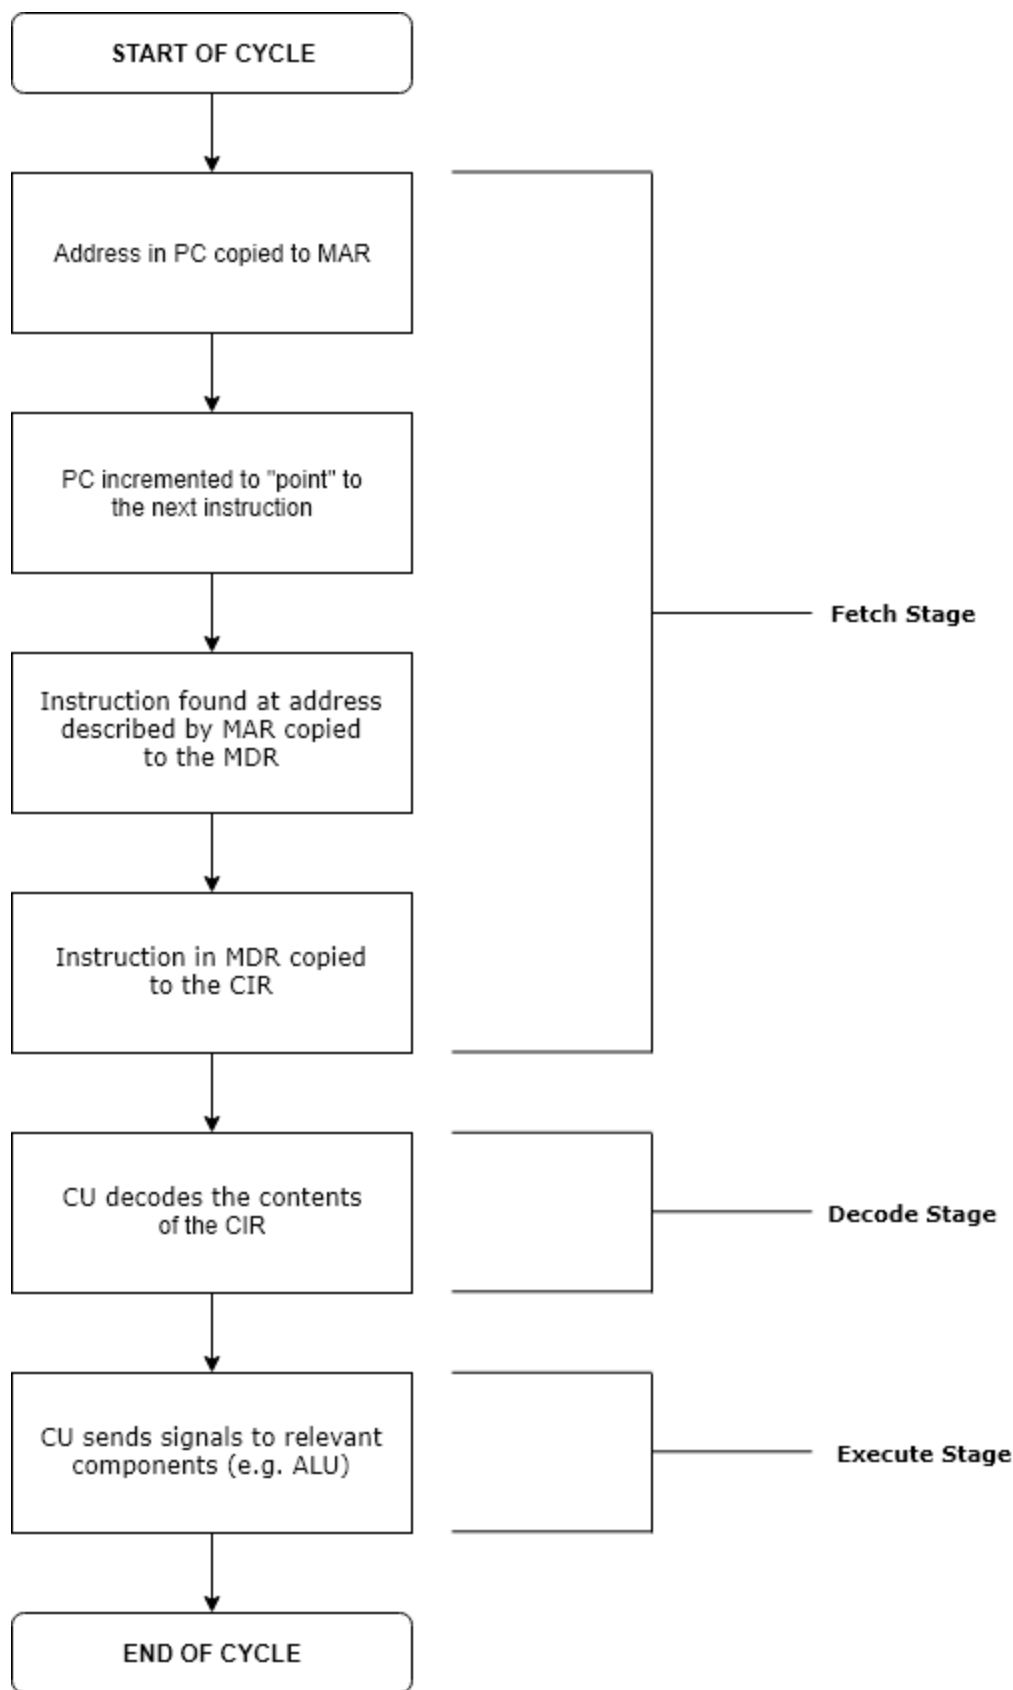 START OF CYCLE
Address in PC copied to MAR
PC incremented to "point" to
the next instruction
Fetch Stage
Instruction found at address
described by MAR copied
to the MDR
Instruction in MDR copied
to the CIR
CU decodes the contents
of the CIR
Decode Stage
CU sends signals to relevant
components (e.g. ALU)
Execute Stage
END OF CYCLE